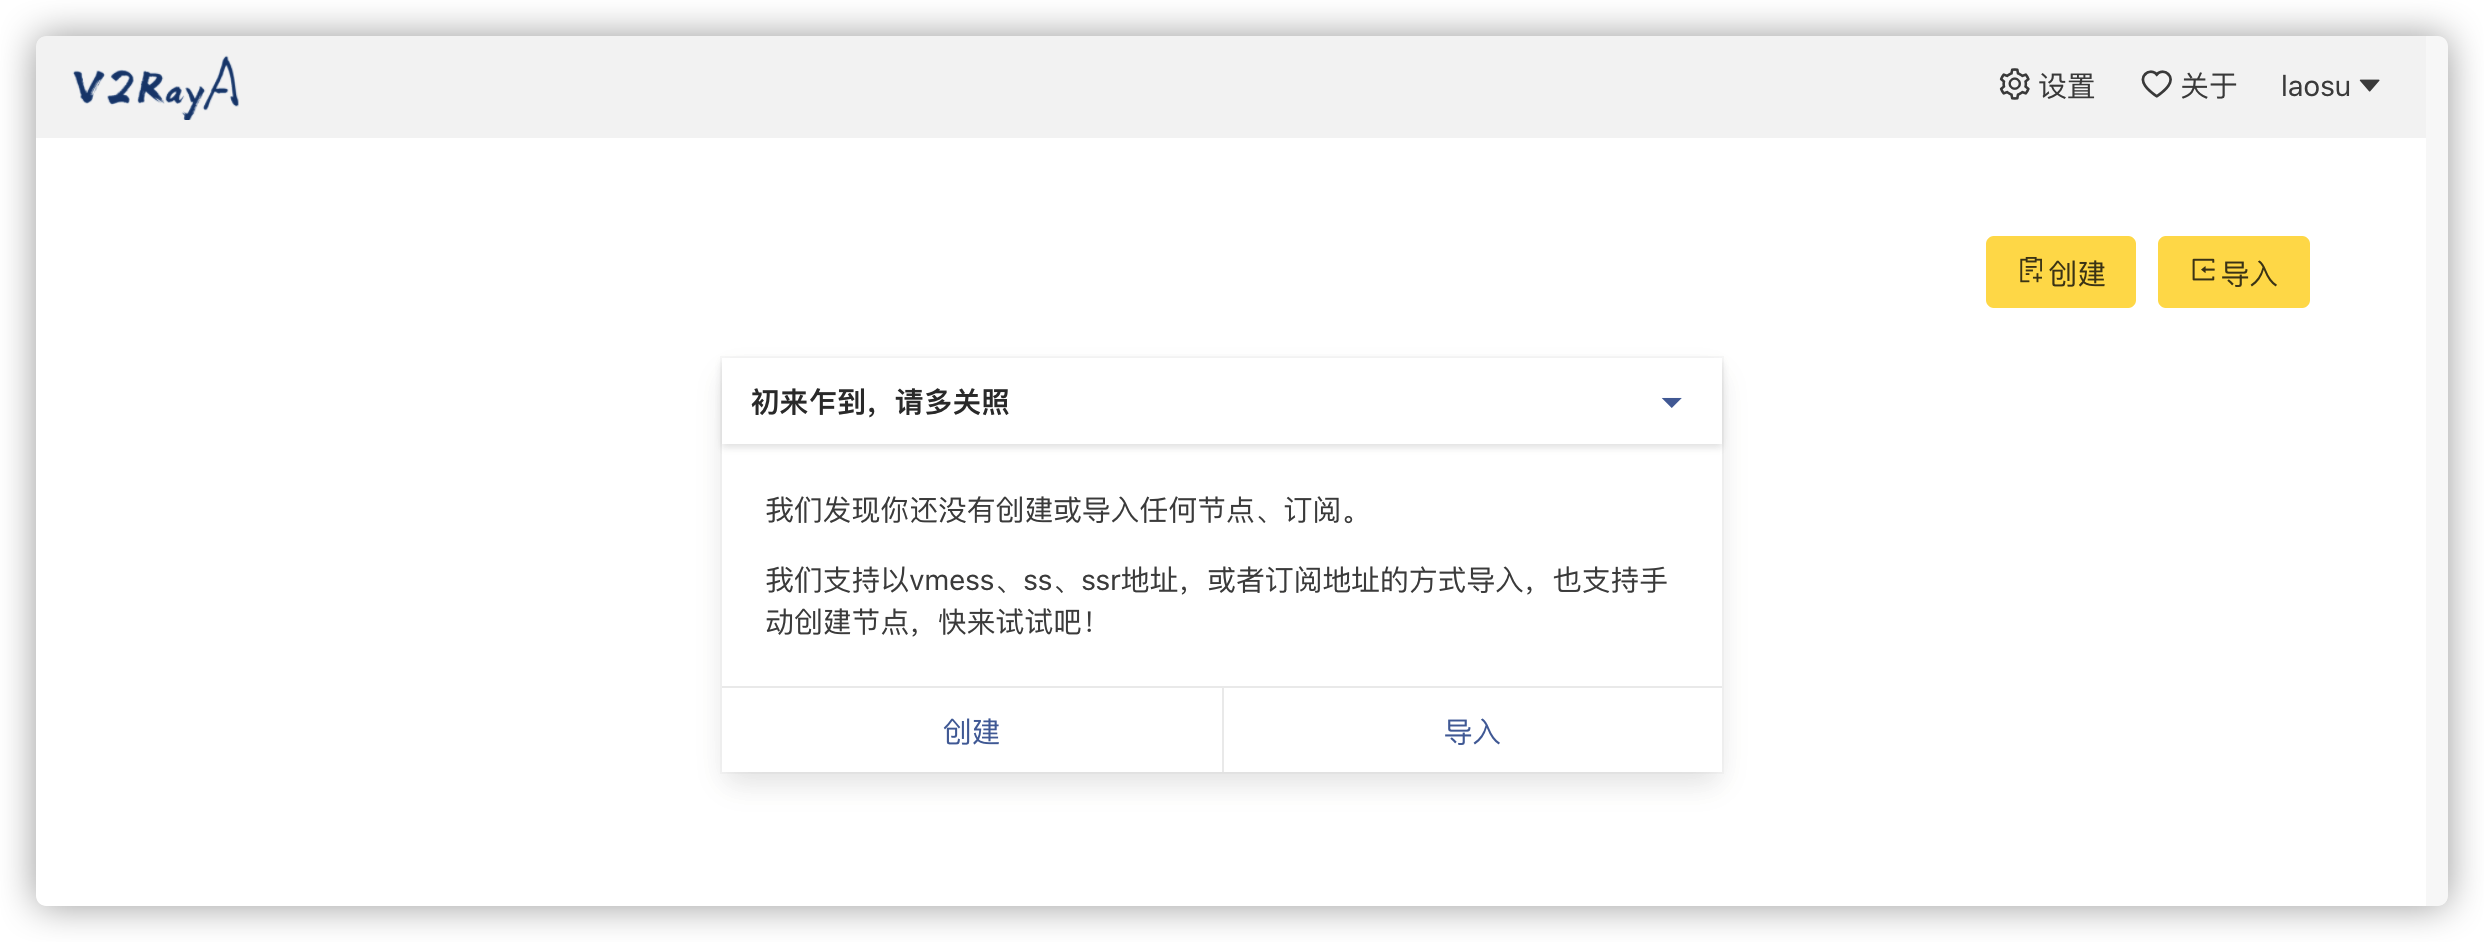 V2RayA
设置
关于
laosu
创建
导入
初来乍到，请多关照
我们发现你还没有创建或导入任何节点、订阅。
我们支持以vmess、ss、ssr地址，或者订阅地址的方式导入，也支持手
动创建节点，快来试试吧！
创建
导入